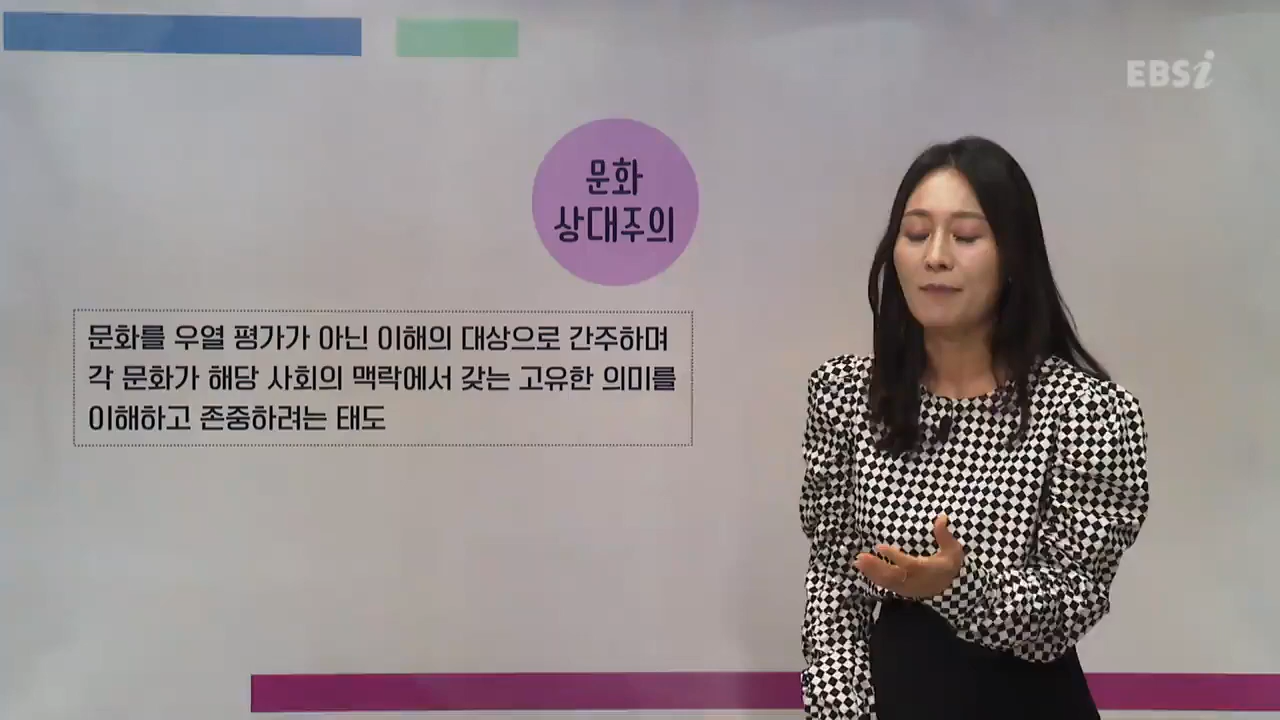 EBSi
문화
상대주의
문화를 우열 평가가 아닌 이해의 대상으로 간주하며
각 문화가 해당 사회의 맥락에서 갖는 고유한 의미를
이해하고 존중하려는 태도